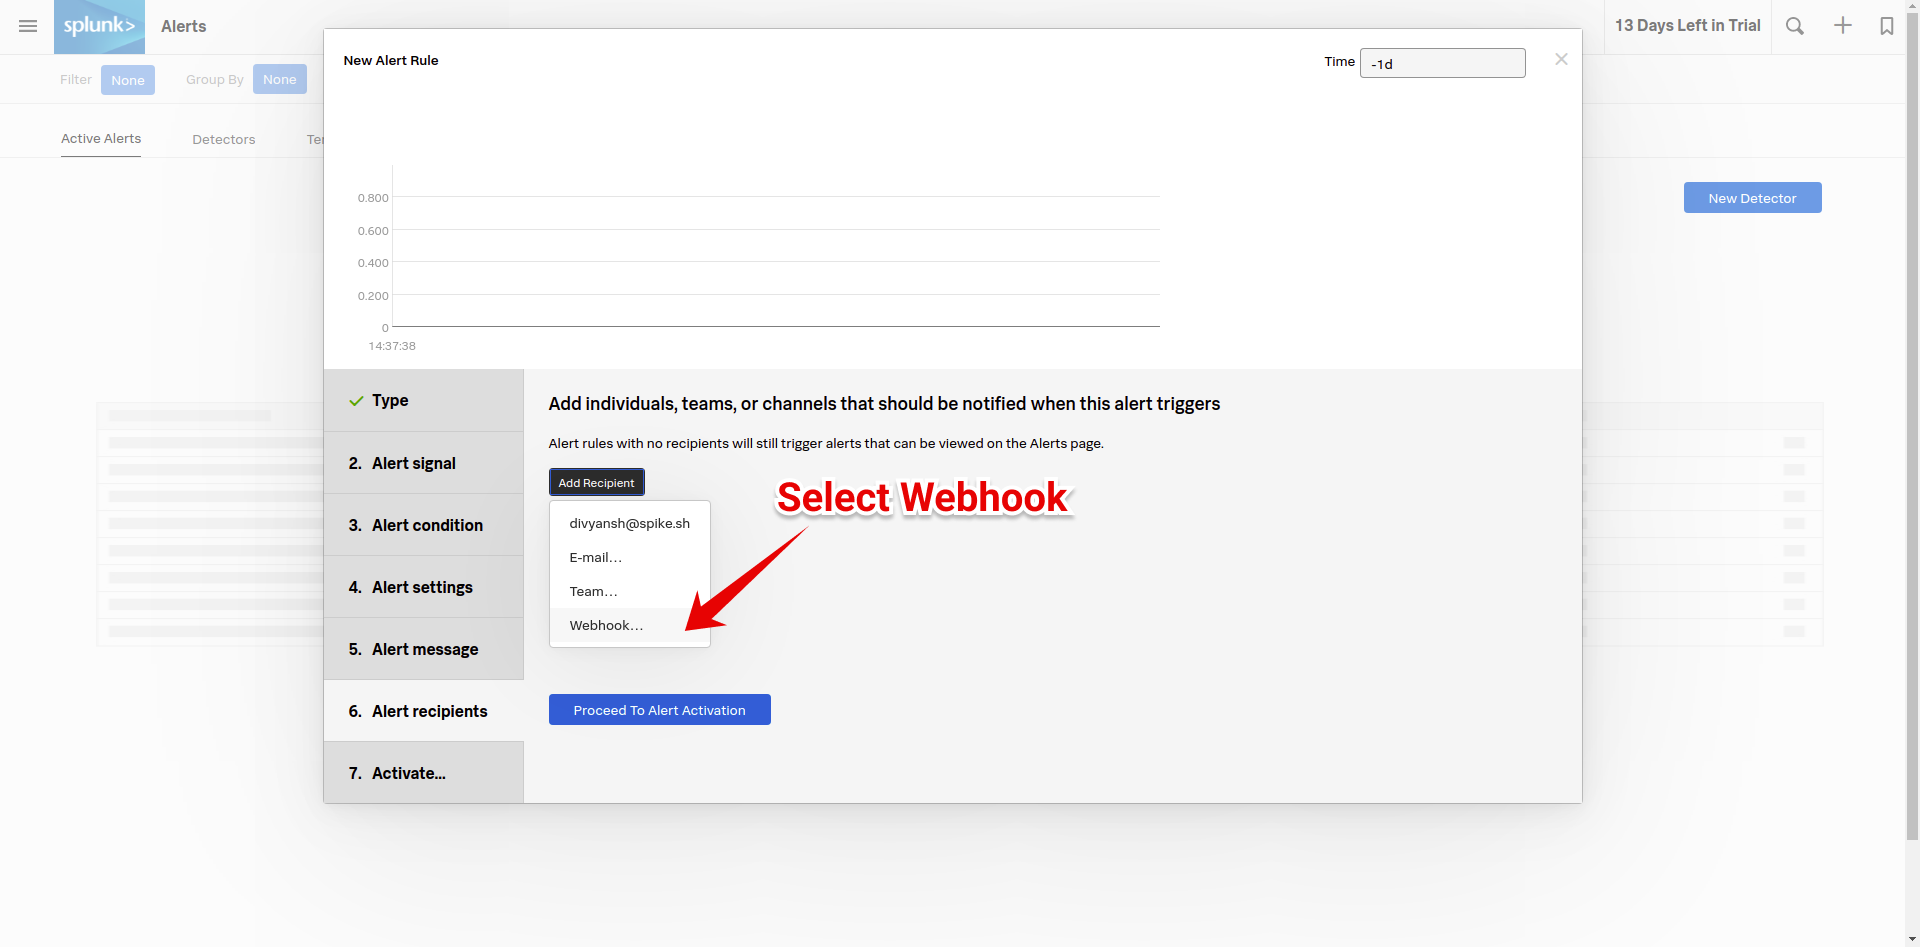 splunk> Alerts
13 Days Left in Trial
Filter None Group By None
Active Alerts Detectors Ter
New Detector
New Alert Rule
Time -1d
0.800
0.600
0.400
0.200
0
14:37:38
Type
2. Alert signal
3. Alert condition
4. Alert settings
5. Alert message
6. Alert recipients
7. Activate...
Add individuals, teams, or channels that should be notified when this alert triggers
Alert rules with no recipients will still trigger alerts that can be viewed on the Alerts page.
Add Recipient
divyansh@spike.sh
E-mail...
Team...
Webhook...
Select Webhook
Proceed To Alert Activation